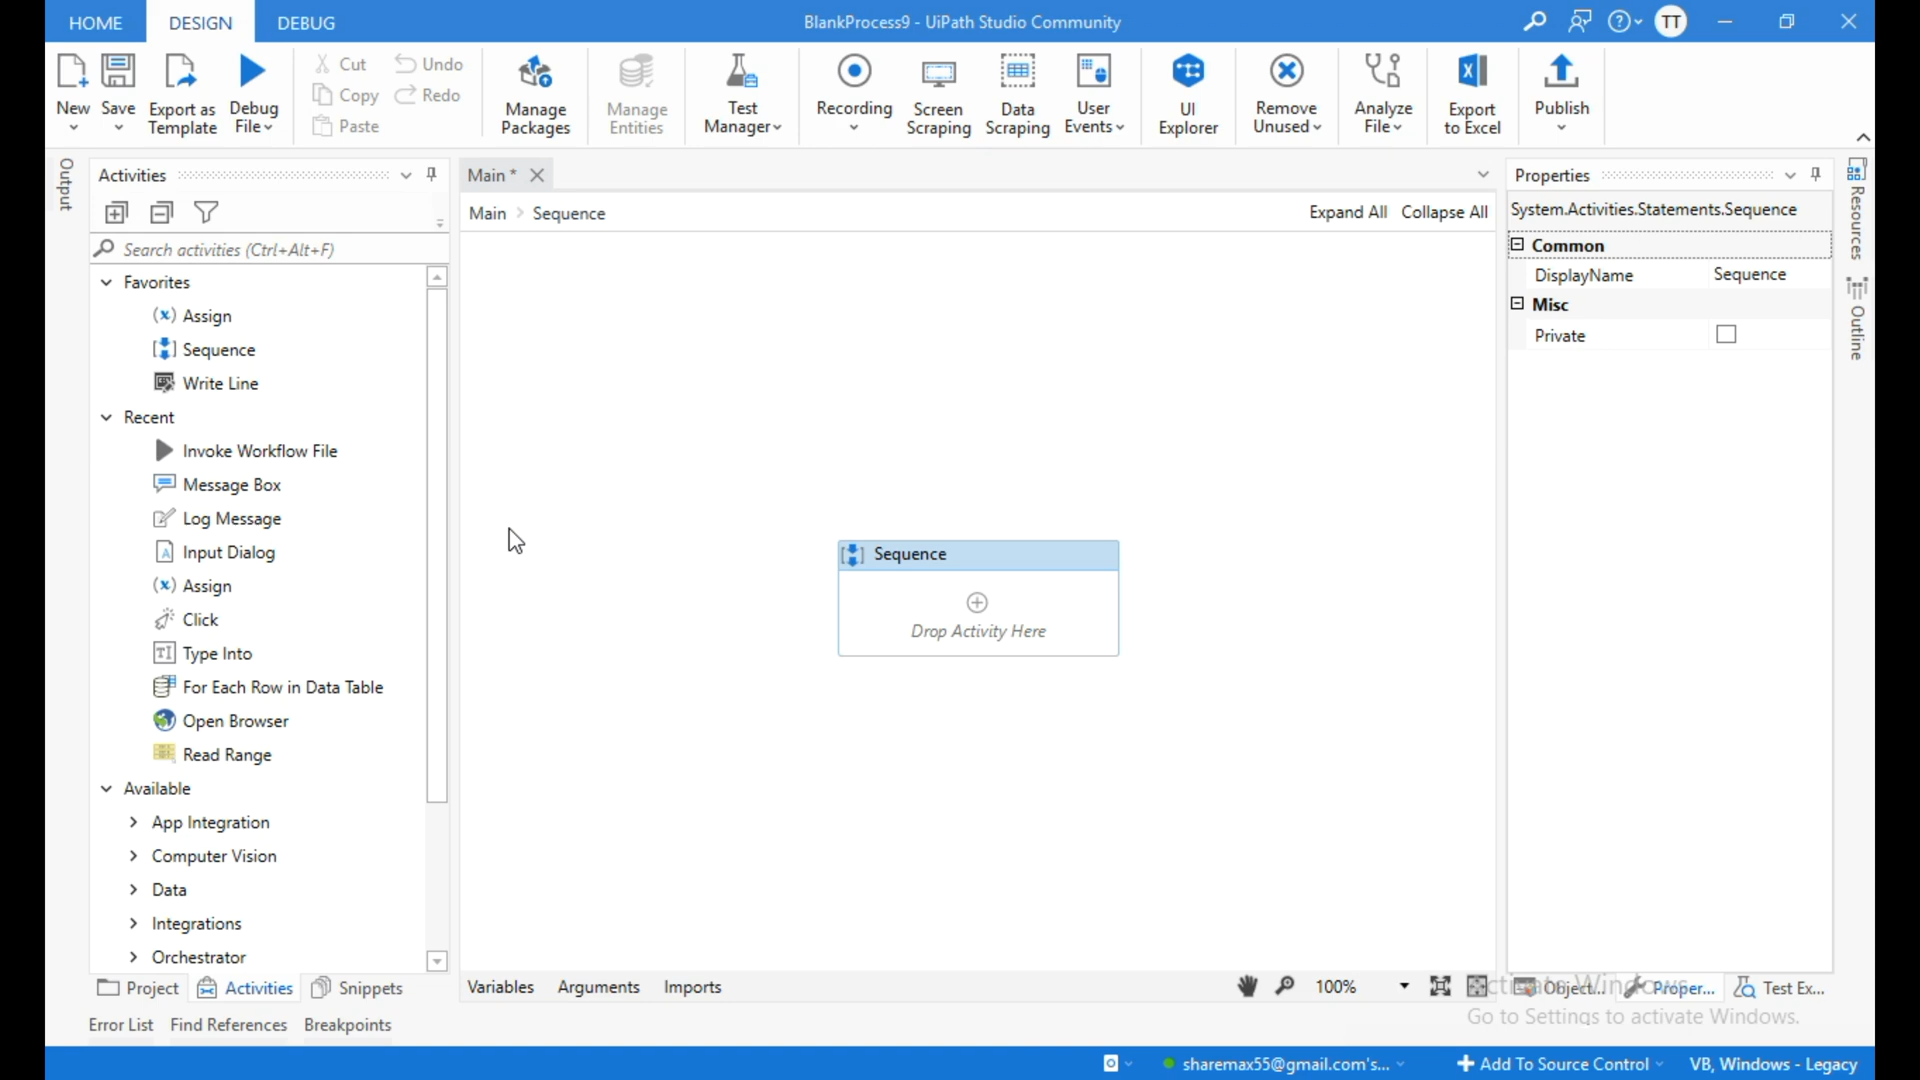 HOME
DESIGN
DEBUG
BlankProcess9 - UiPath Studio Community
TT
New
Save
Export as
Template
Debug
File
Cut
Copy
Paste
Undo
Redo
Manage
Packages
Manage
Entities
Test
Manager
Recording
Screen
Scraping
Data
Scraping
User
Events
UI
Explorer
Remove
Unused
Analyze
File
Export
to Excel
Publish
Output
Activities
Search activities (Ctrl+Alt+F)
Favorites
Assign
Sequence
Write Line
Recent
Invoke Workflow File
Message Box
Log Message
Input Dialog
Assign
Click
Type Into
For Each Row in Data Table
Open Browser
Read Range
Available
App Integration
Computer Vision
Data
Integrations
Orchestrator
Project
Activities
Snippets
Error List
Find References
Breakpoints
Main *
Main > Sequence
Expand All
Collapse All
Sequence
Drop Activity Here
Variables
Arguments
Imports
100%
Properties
System.Activities.Statements.Sequence
Common
DisplayName
Sequence
Misc
Private
Resources
Outline
Object...
Proper...
Test Ex...
Activate Windows
Go to Settings to activate Windows.
sharemax55@gmail.com's...
Add To Source Control
VB, Windows - Legacy